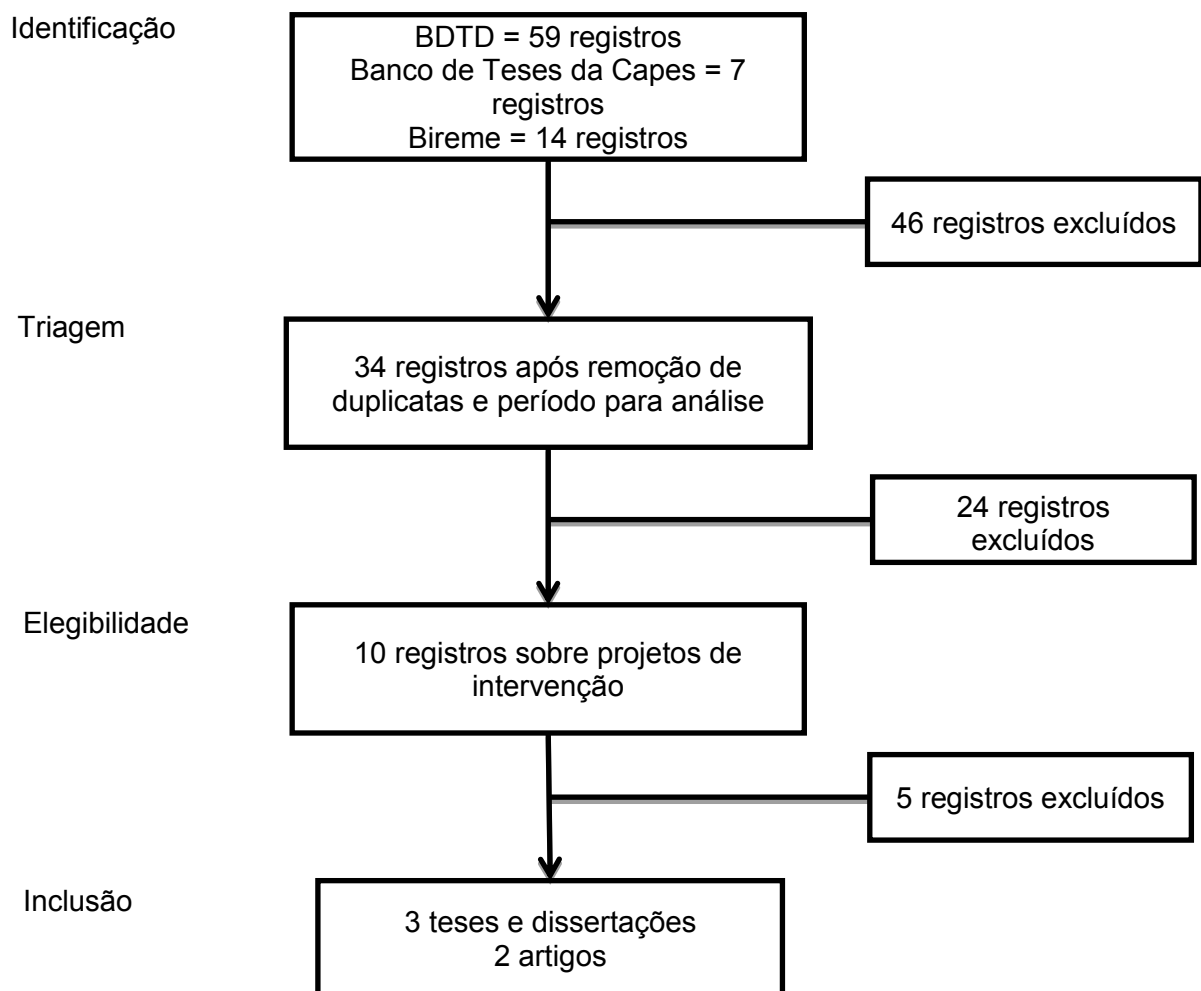 Identificação
BDTD = 59 registros
Banco de Teses da Capes = 7
registros
Bireme = 14 registros
46 registros excluídos
Triagem
34 registros após remoção de
duplicatas e período para análise
24 registros
excluídos
Elegibilidade
10 registros sobre projetos de
intervenção
5 registros excluídos
Inclusão
3 teses e dissertações
2 artigos